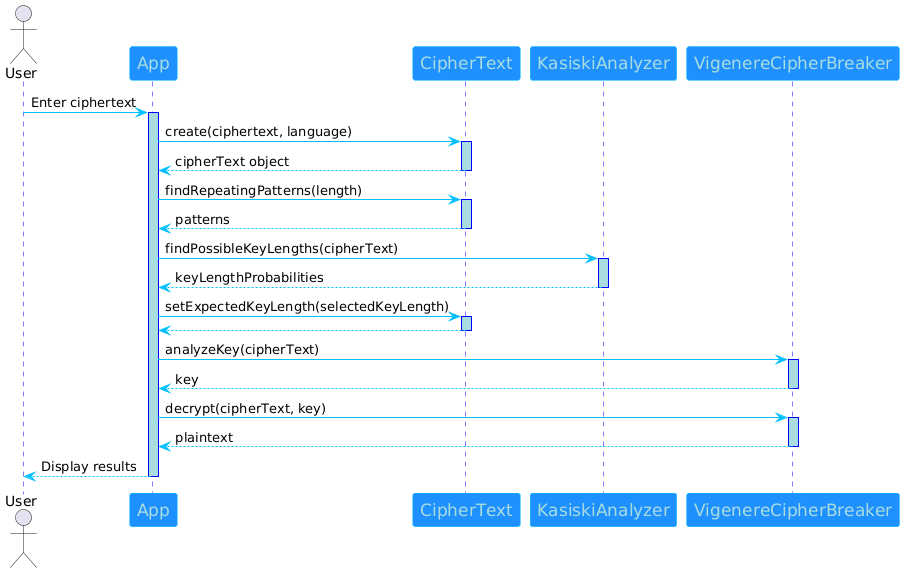 User
App
CipherText
KasiskiAnalyzer
VigenereCipherBreaker
Enter ciphertext
create(ciphertext, language)
cipherText object
findRepeatingPatterns(length)
patterns
findPossibleKeyLengths(cipherText)
keyLengthProbabilities
setExpectedKeyLength(selectedKeyLength)
analyzeKey(cipherText)
key
decrypt(cipherText, key)
plaintext
Display results
User
App
CipherText
KasiskiAnalyzer
VigenereCipherBreaker